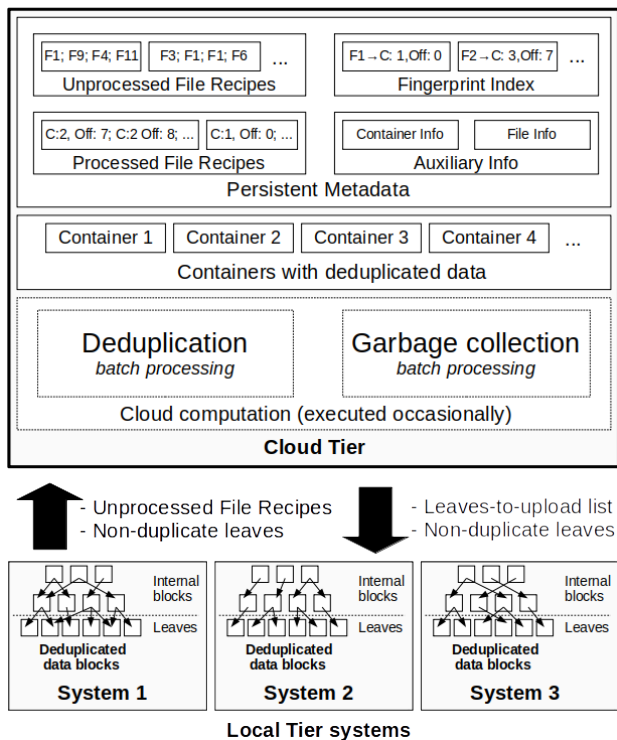 F1; F9; F4; F11
F3; F1; F1; F6
...
Unprocessed File Recipes
F1→C: 1,Off: 0
F2→C: 3,Off: 7
...
Fingerprint Index
C:2, Off: 7; C:2 Off: 8; ...
C:1, Off: 0; ...
Processed File Recipes
Container Info
File Info
Auxiliary Info
Persistent Metadata
Container 1
Container 2
Container 3
Container 4
...
Containers with deduplicated data
Deduplication
batch processing
Garbage collection
batch processing
Cloud computation (executed occasionally)
Cloud Tier
- Unprocessed File Recipes
- Non-duplicate leaves
- Leaves-to-upload list
- Non-duplicate leaves
Internal
blocks
Leaves
Deduplicated
data blocks
System 1
Internal
blocks
Leaves
Deduplicated
data blocks
System 2
Internal
blocks
Leaves
Deduplicated
data blocks
System 3
Local Tier systems